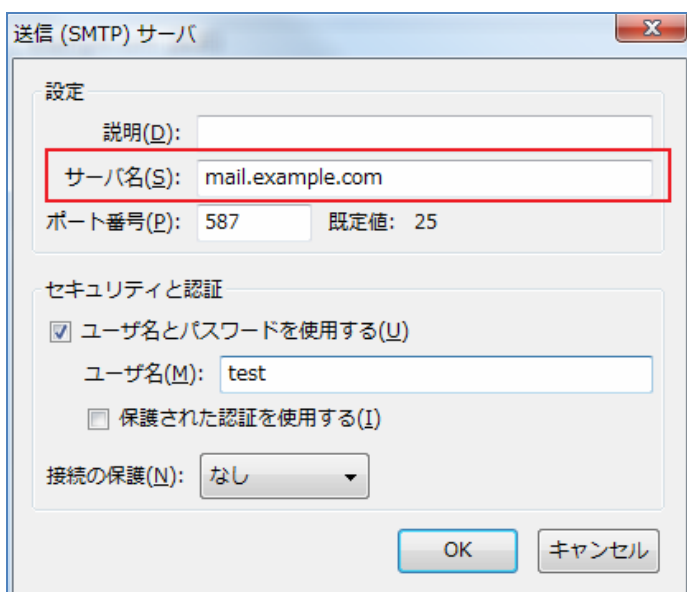 送信 (SMTP) サーバ
設定
説明(D):
サーバ名(S): mail.example.com
ポート番号(P): 587 既定値: 25
セキュリティと認証
ユーザ名とパスワードを使用する(U)
ユーザ名(M): test
保護された認証を使用する(I)
接続の保護(N): なし
OK キャンセル